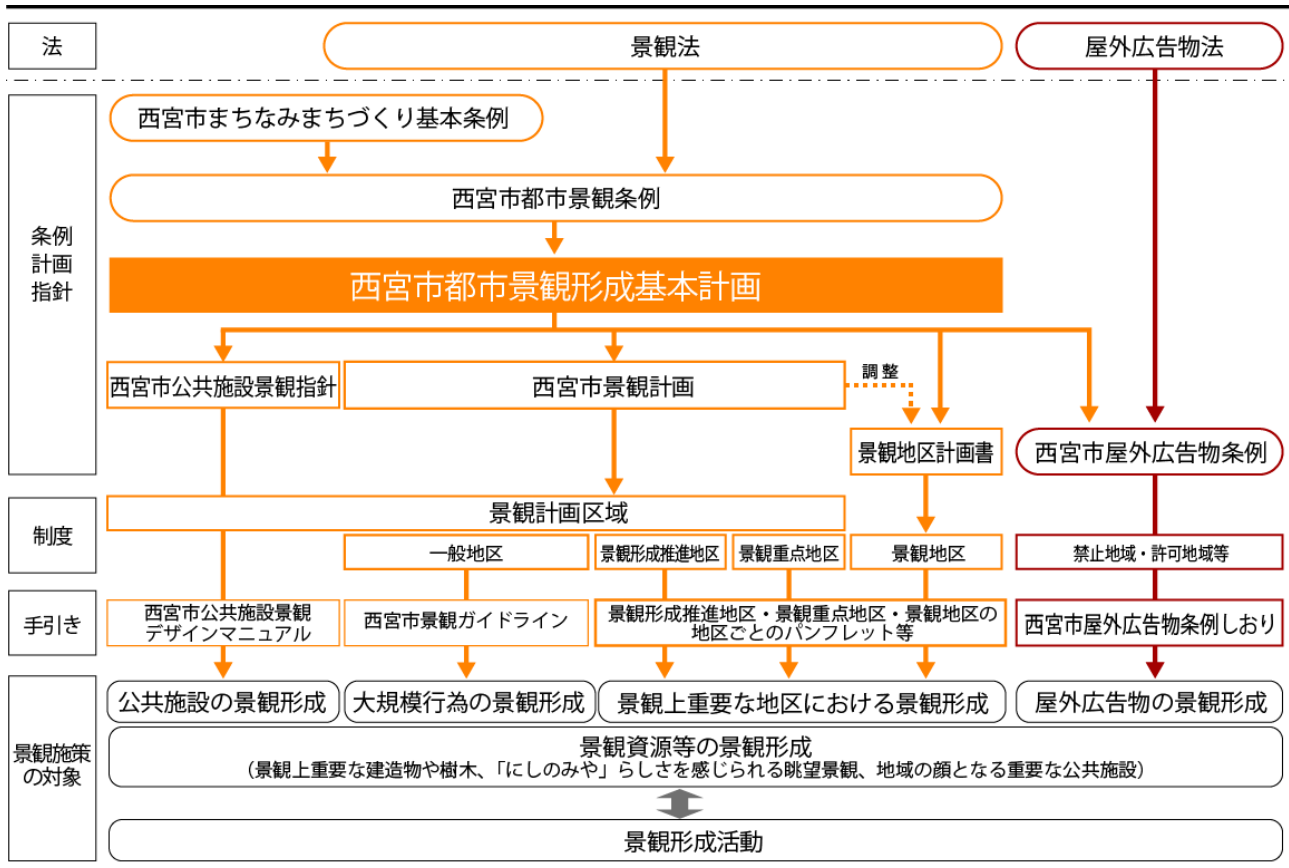 法
景観法
屋外広告物法
条例
計画
指針
西宮市まちなみまちづくり基本条例
西宮市都市景観条例
西宮市都市景観形成基本計画
西宮市公共施設景観指針
西宮市景観計画
調整
景観地区計画書
西宮市屋外広告物条例
制度
景観計画区域
一般地区
景観形成推進地区
景観重点地区
景観地区
禁止地域・許可地域等
手引き
西宮市公共施設景観
デザインマニュアル
西宮市景観ガイドライン
景観形成推進地区・景観重点地区・景観地区の
地区ごとのパンフレット等
西宮市屋外広告物条例しおり
景観施策
の対象
公共施設の景観形成
大規模行為の景観形成
景観上重要な地区における景観形成
屋外広告物の景観形成
景観資源等の景観形成
（景観上重要な建造物や樹木、「にしのみや」らしさを感じられる眺望景観、地域の顔となる重要な公共施設）
景観形成活動